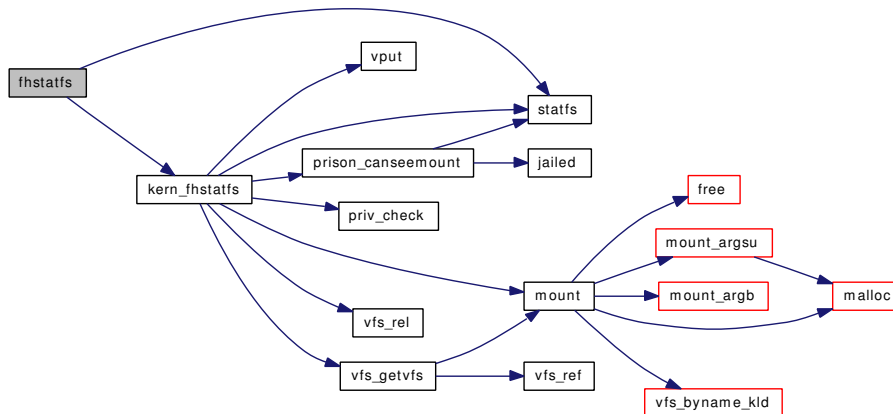 fhstatfs
vput
statfs
prison_canseemount
jailed
kern_fhstatfs
free
priv_check
mount_argsu
mount
mount_argb
malloc
vfs_rel
vfs_getvfs
vfs_ref
vfs_byname_kld